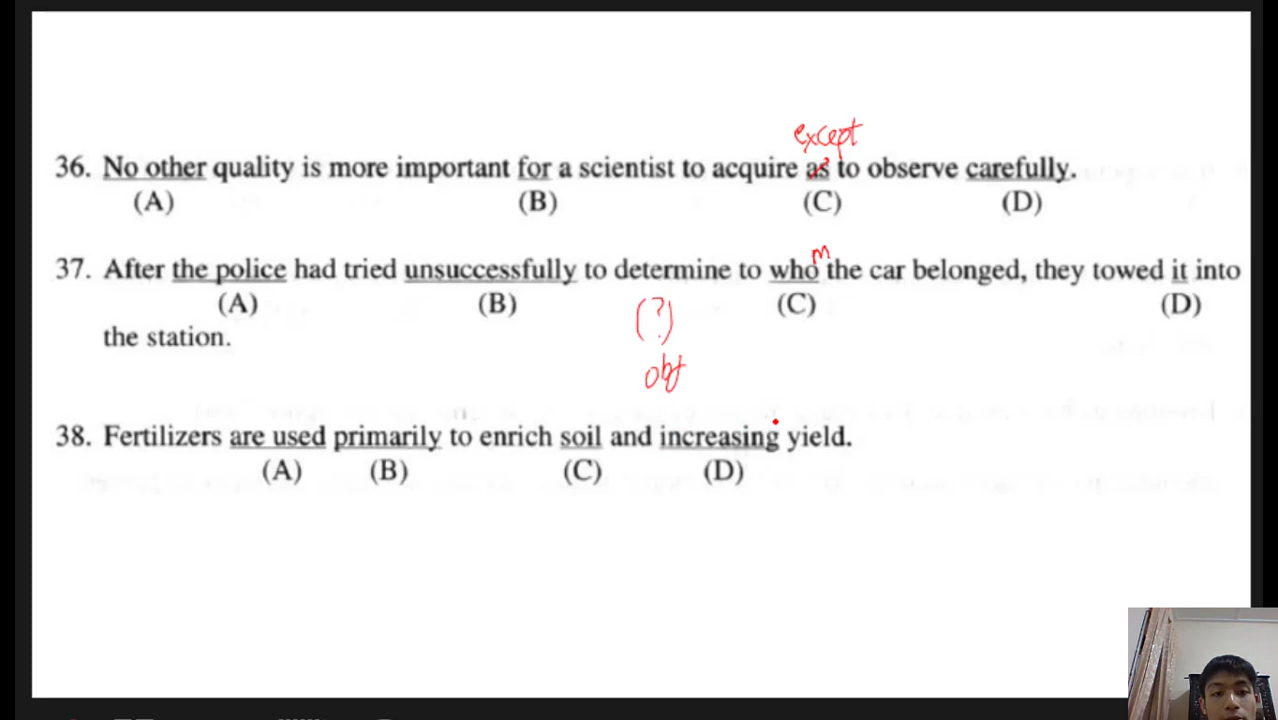 except
36. No other quality is more important for a scientist to acquire as to observe carefully.
(A) (B) (C) (D)
m
37. After the police had tried unsuccessfully to determine to who the car belonged, they towed it into
(A) (B) (C) (D)
(?)
the station.
obj
38. Fertilizers are used primarily to enrich soil and increasing yield.
(A) (B) (C) (D)